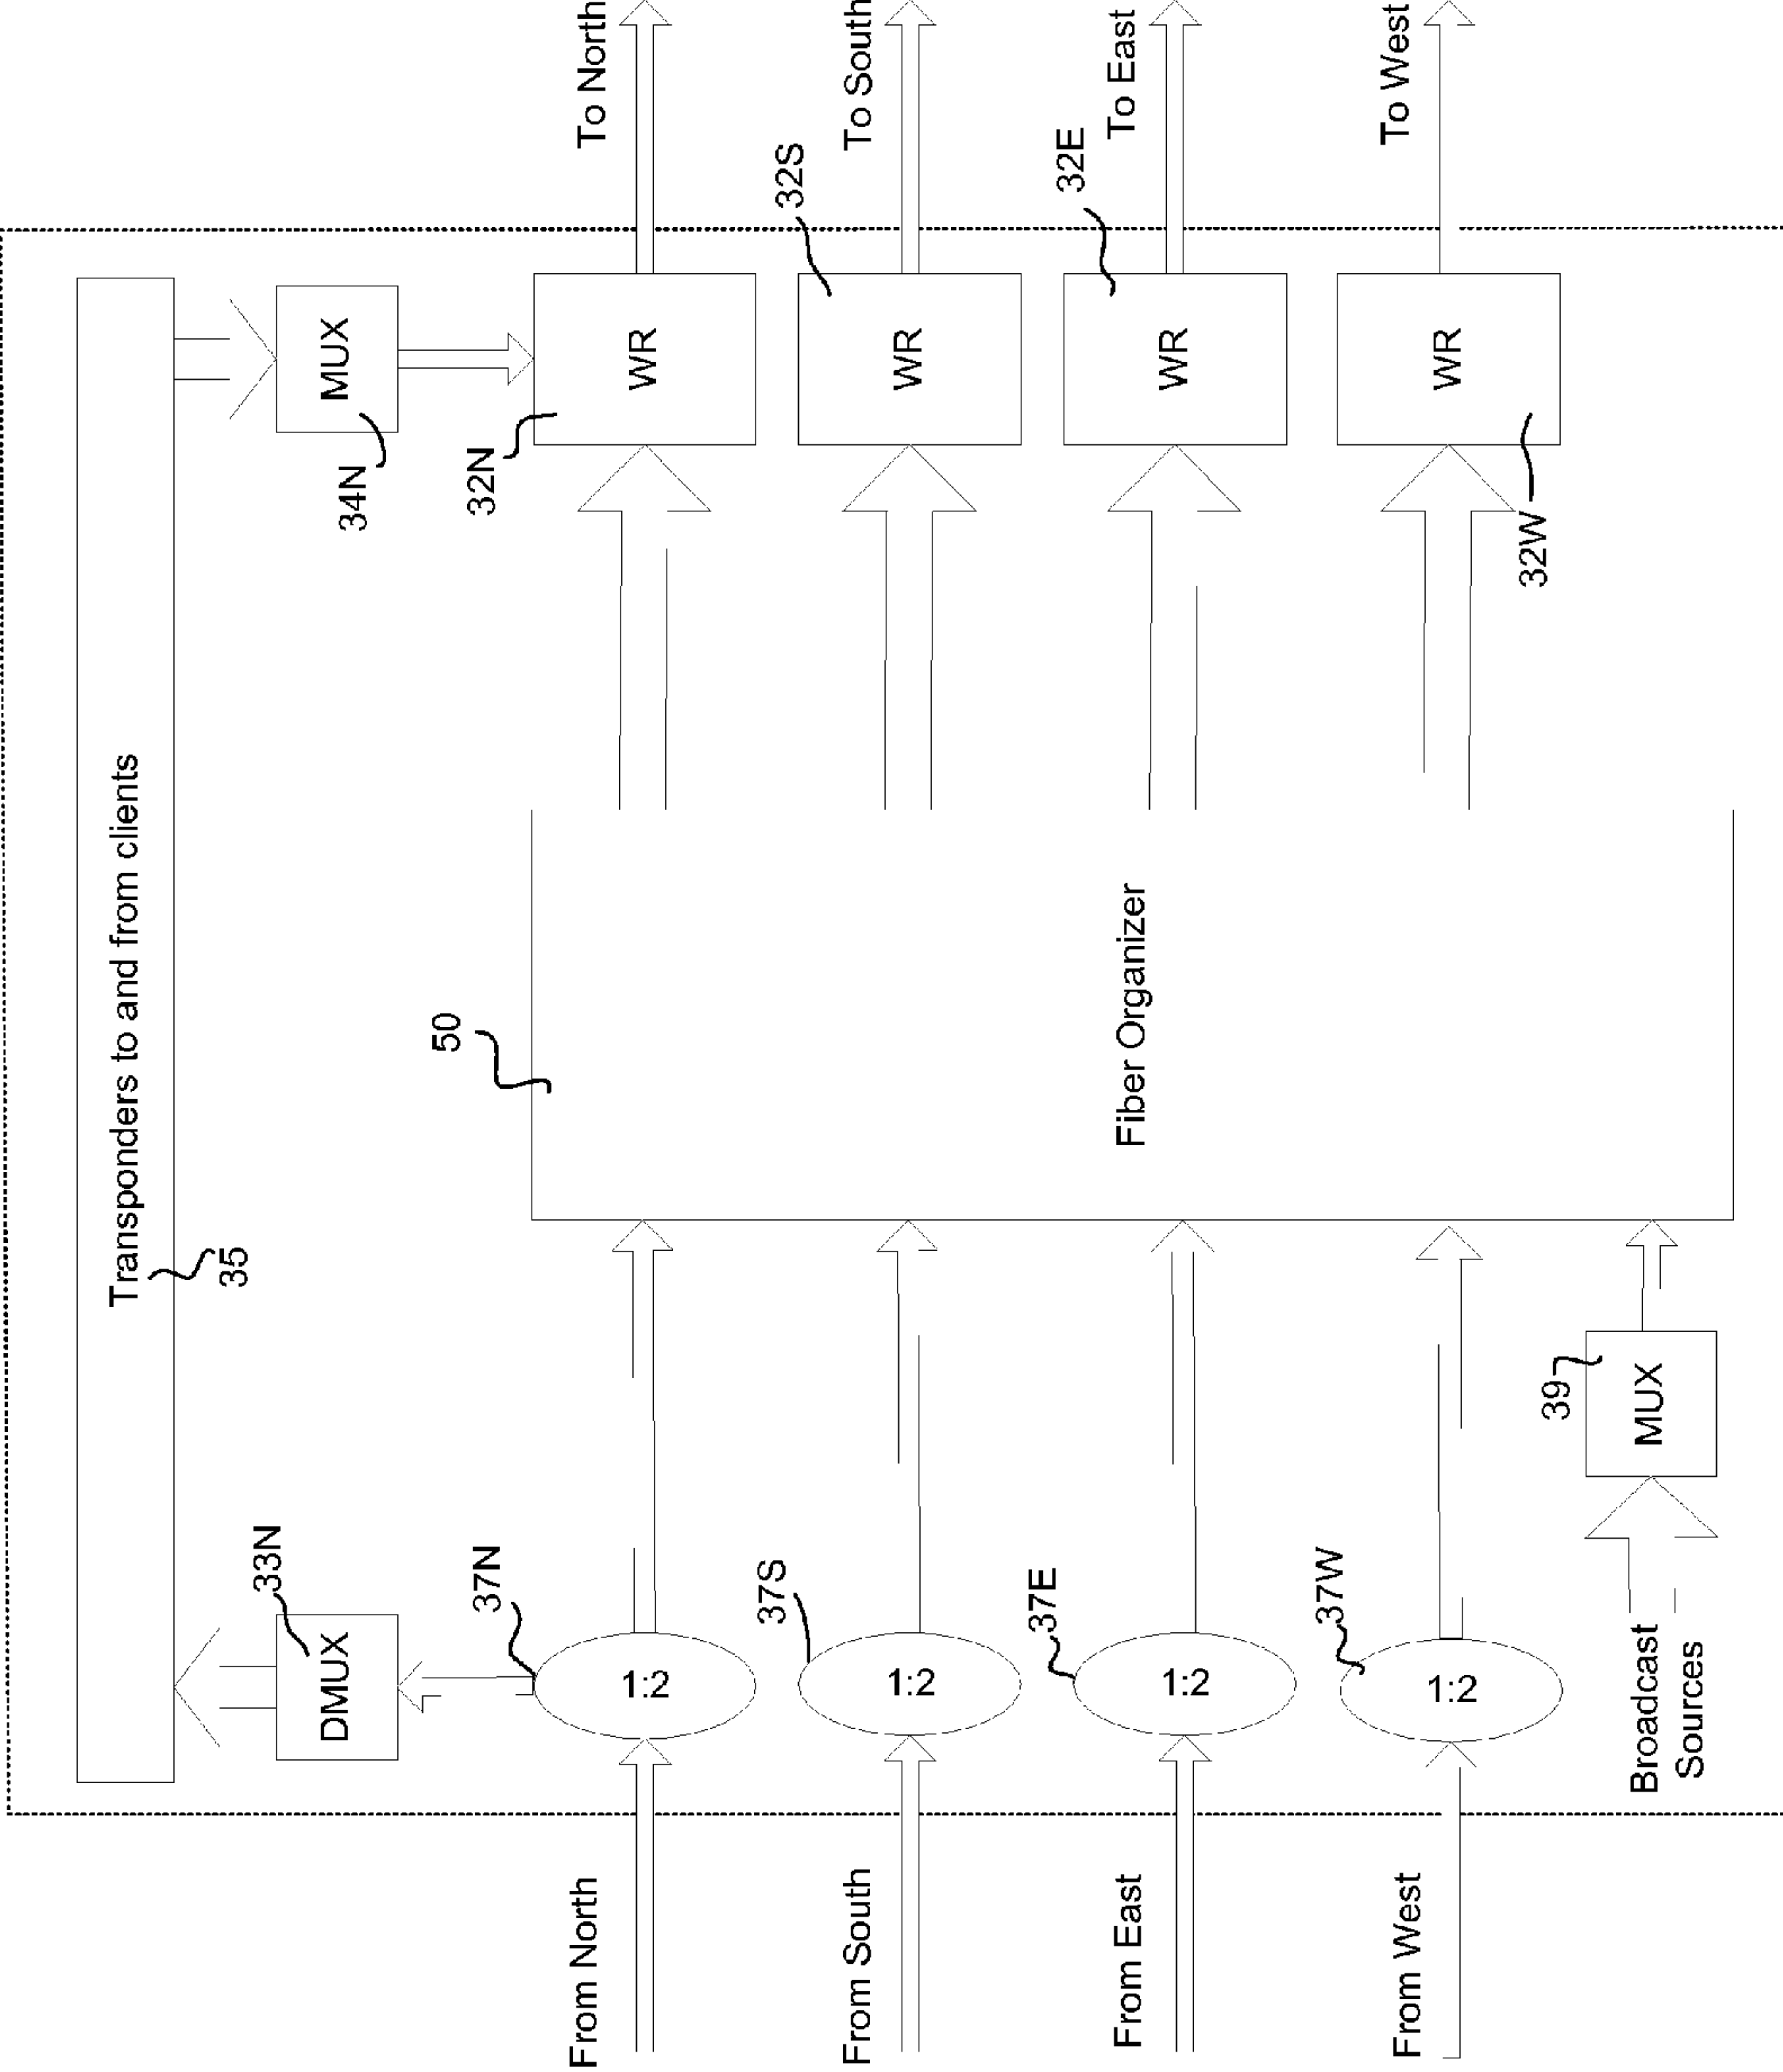 Transponders to and from clients
35
DMUX
33N
MUX
34N
50
Fiber Organizer
From North
37N
1:2
32N
WR
To North
From South
37S
1:2
32S
WR
To South
From East
37E
1:2
32E
WR
To East
From West
37W
1:2
32W
WR
To West
Broadcast
Sources
39
MUX